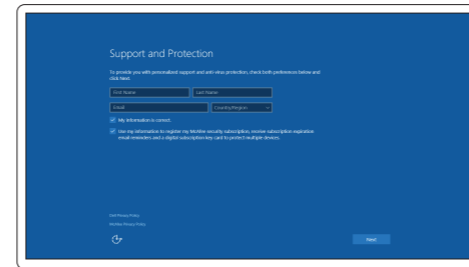 Support and Protection
To provide you with personalized support and anti-virus protection, check both preferences below and
click Next.
First Name
Last Name
Email
Country/Region
My information is correct.
Use my information to register my McAfee security subscription, receive subscription expiration
email reminders and a digital subscription key card to protect multiple devices.
Dell Privacy Policy
McAfee Privacy Policy
Next